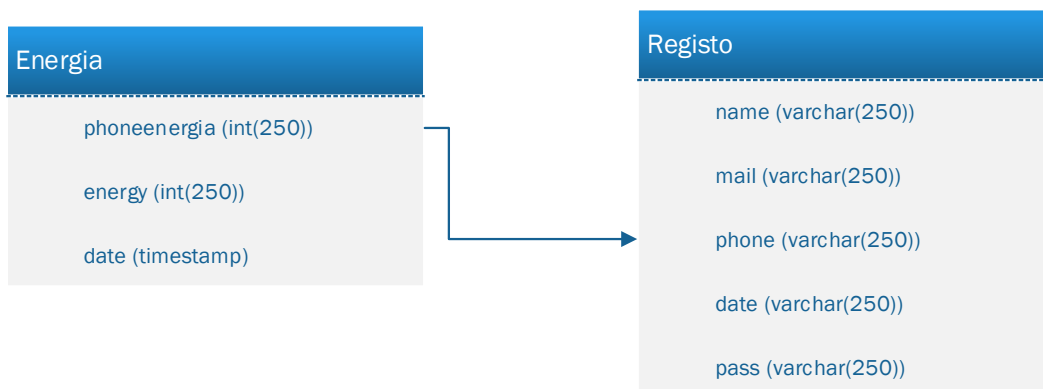 Energia
phoneenergia (int(250))
energy (int(250))
date (timestamp)
Registo
name (varchar(250))
mail (varchar(250))
phone (varchar(250))
date (varchar(250))
pass (varchar(250))